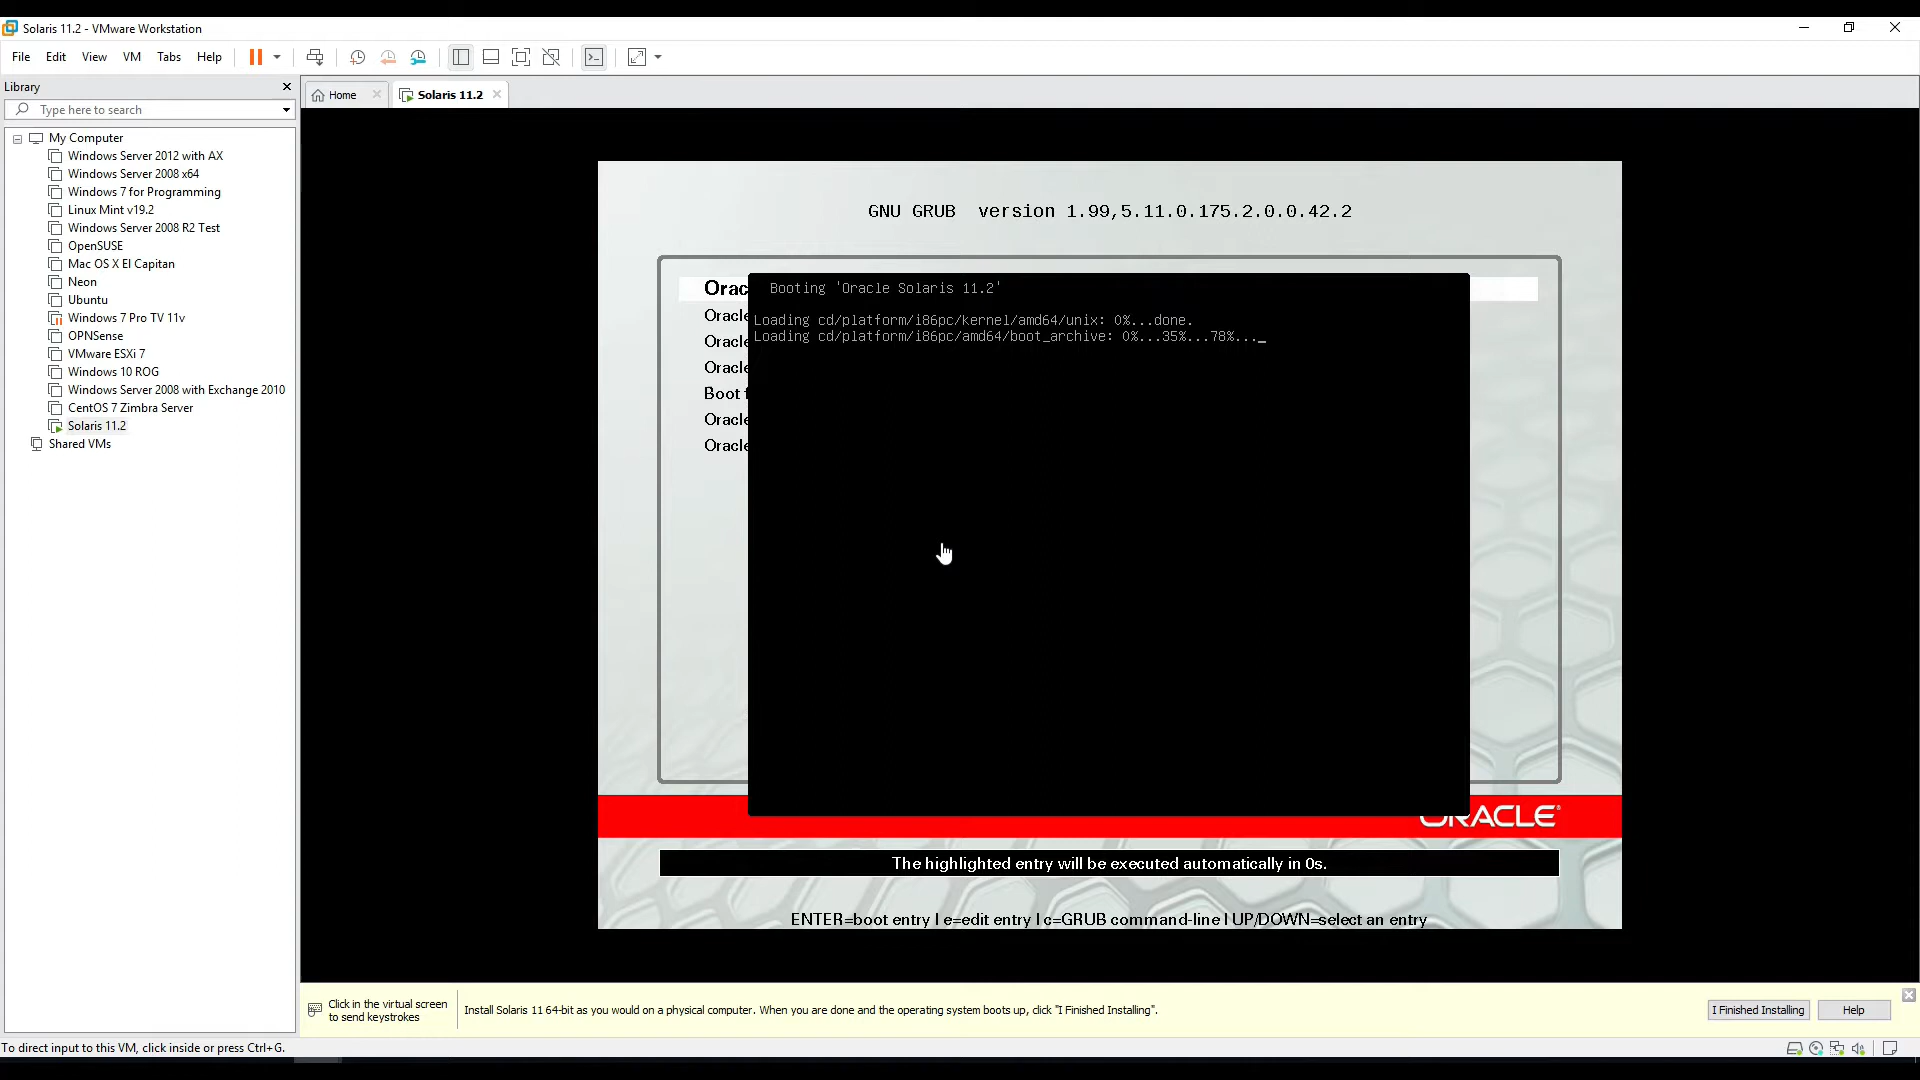 Solaris 11.2 - VMware Workstation
File Edit View VM Tabs Help
Library
Type here to search
Home
Solaris 11.2
My Computer
Windows Server 2012 with AX
Windows Server 2008 x64
Windows 7 for Programming
Linux Mint v19.2
Windows Server 2008 R2 Test
OpenSUSE
Mac OS X El Capitan
Neon
Ubuntu
Windows 7 Pro TV 11v
OPNSense
VMware ESXi 7
Windows 10 ROG
Windows Server 2008 with Exchange 2010
CentOS 7 Zimbra Server
Solaris 11.2
Shared VMs
GNU GRUB version 1.99,5.11.0.175.2.0.0.42.2
Orac
Oracle
Oracle
Oracle
Boot f
Oracle
Oracle
Booting 'Oracle Solaris 11.2'
Loading cd/platform/i86pc/kernel/amd64/unix: 0%...done.
Loading cd/platform/i86pc/amd64/boot_archive: 0%...35%...78%..._
ORACLE
The highlighted entry will be executed automatically in 0s.
ENTER=boot entry | e=edit entry | c=GRUB command-line | UP/DOWN=select an entry
Click in the virtual screen
to send keystrokes
Install Solaris 11 64-bit as you would on a physical computer. When you are done and the operating system boots up, click "I Finished Installing".
I Finished Installing
Help
To direct input to this VM, click inside or press Ctrl+G.